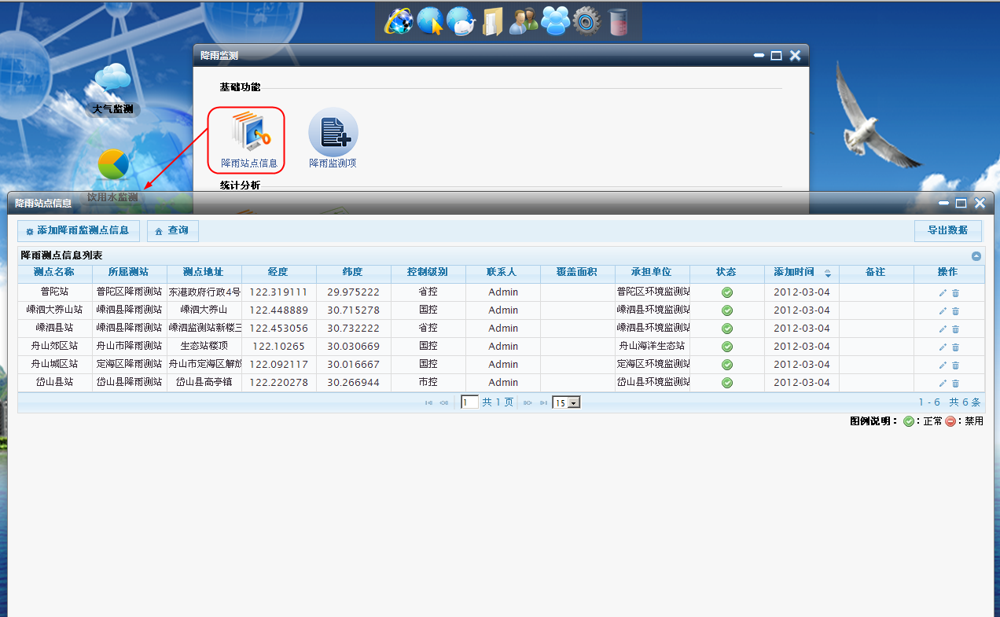 降雨监测
基础功能
大气监测
降雨站点信息 降雨监测项
统计分析
饮用水监测
降雨站点信息
添加降雨监测点信息 查询 导出数据
降雨测点信息列表
测点名称 所属测站 测点地址 经度 纬度 控制级别 联系人 覆盖面积 承担单位 状态 添加时间 备注 操作
普陀站 普陀区降雨测站 东港政府行政4号 122.319111 29.975222 省控 Admin 普陀区环境监测站 2012-03-04
嵊泗大莽山站 嵊泗县降雨测站 嵊泗大莽山 122.448889 30.715278 国控 Admin 嵊泗县环境监测站 2012-03-04
嵊泗县站 嵊泗县降雨测站 嵊泗监测站新楼三 122.453056 30.732222 省控 Admin 嵊泗县环境监测站 2012-03-04
舟山郊区站 舟山市降雨测站 生态站楼顶 122.10265 30.030669 国控 Admin 舟山海洋生态站 2012-03-04
舟山城区站 定海区降雨测站 舟山市定海区解放 122.092117 30.016667 国控 Admin 定海区环境监测站 2012-03-04
岱山县站 岱山县降雨测站 岱山县高亭镇 122.220278 30.266944 市控 Admin 岱山县环境监测站 2012-03-04
1 共 1 页 15 1 - 6 共 6 条
图例说明： ：正常 ：禁用